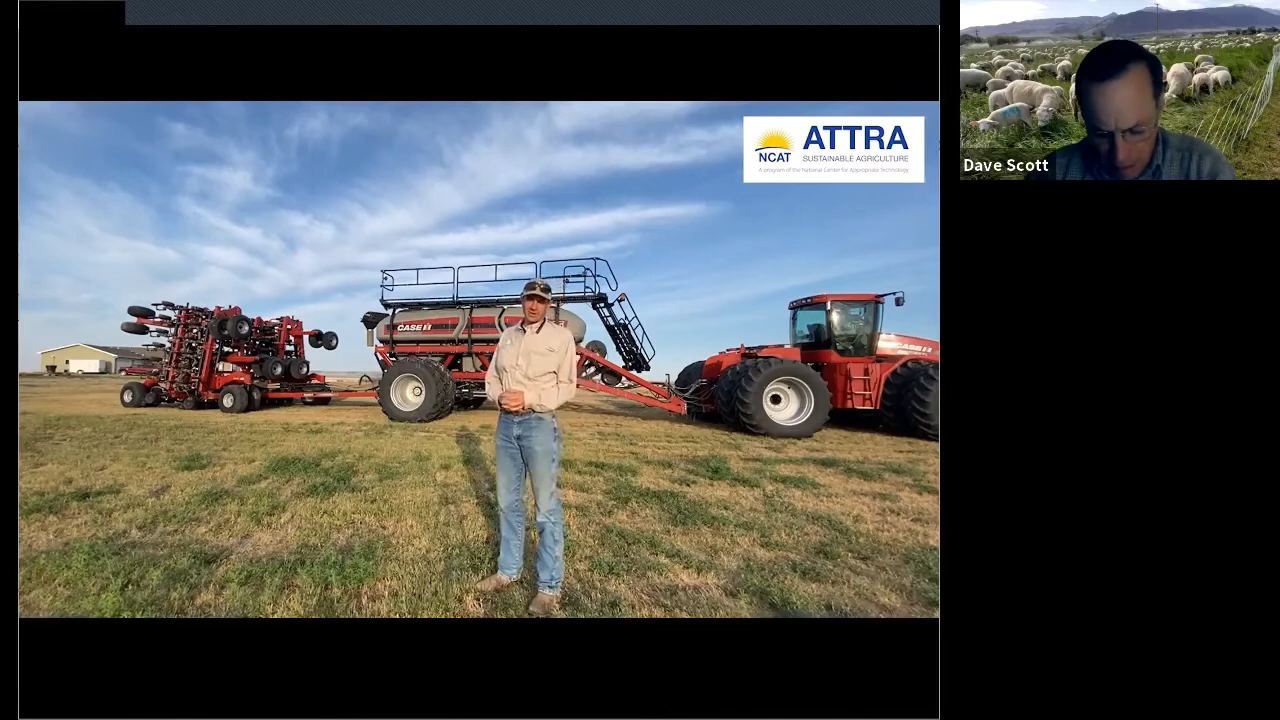 ATTRA
NCAT
SUSTAINABLE AGRICULTURE
A program of the National Center for Appropriate Technology
Dave Scott
CASE IH
CASE IH